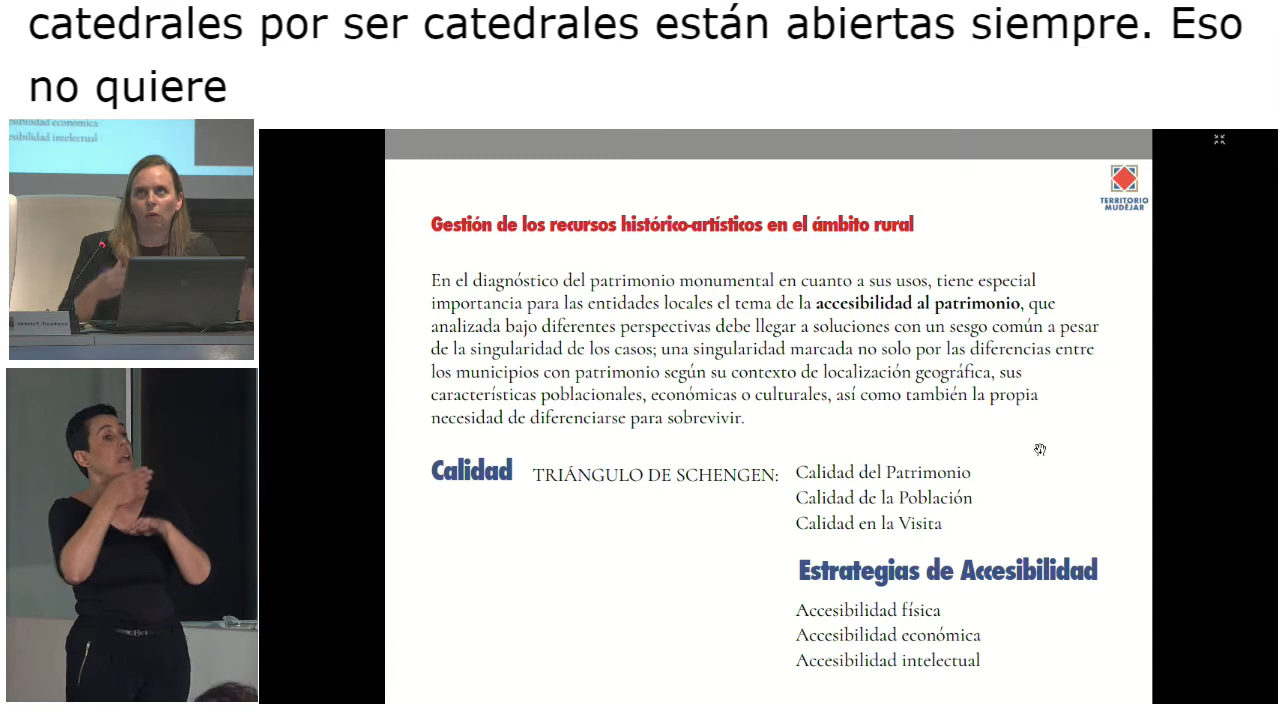 catedrales por ser catedrales están abiertas siempre. Eso
no quiere
sibilidad económica
sibilidad intelectual
TERRITORIO
MUDÉJAR
Gestión de los recursos histórico-artísticos en el ámbito rural
En el diagnóstico del patrimonio monumental en cuanto a sus usos, tiene especial
importancia para las entidades locales el tema de la accesibilidad al patrimonio, que
analizada bajo diferentes perspectivas debe llegar a soluciones con un sesgo común a pesar
de la singularidad de los casos; una singularidad marcada no solo por las diferencias entre
los municipios con patrimonio según su contexto de localización geográfica, sus
características poblacionales, económicas o culturales, así como también la propia
necesidad de diferenciarse para sobrevivir.
Calidad TRIÁNGULO DE SCHENGEN: Calidad del Patrimonio
Calidad de la Población
Calidad en la Visita
Estrategias de Accesibilidad
Accesibilidad física
Accesibilidad económica
Accesibilidad intelectual